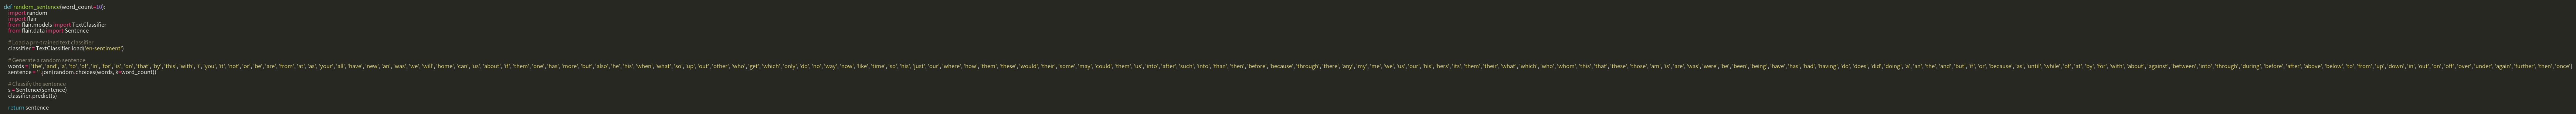 def random_sentence(word_count=10):
import random
import flair
from flair.models import TextClassifier
from flair.data import Sentence
# Load a pre-trained text classifier
classifier = TextClassifier.load('en-sentiment')
# Generate a random sentence
words = ['the', 'and', 'a', 'to', 'of', 'in', 'for', 'is', 'on', 'that', 'by', 'this', 'with', 'i', 'you', 'it', 'not', 'or', 'be', 'are', 'from', 'at', 'as', 'your', 'all', 'have', 'new', 'an', 'was', 'we', 'will', 'home', 'can', 'us', 'about', 'if', 'them', 'one', 'has', 'more', 'but', 'also', 'he', 'his', 'when', 'what', 'so', 'up', 'out', 'other', 'who', 'get', 'which', 'only', 'do', 'no', 'way', 'now', 'like', 'time', 'so', 'his', 'just', 'our', 'where', 'how', 'them', 'these', 'would', 'their', 'some', 'may', 'could', 'them', 'us', 'into', 'after', 'such', 'into', 'than', 'then', 'before', 'because', 'through', 'there', 'any', 'my', 'me', 'we', 'us', 'our', 'his', 'hers', 'its', 'them', 'their', 'what', 'which', 'who', 'whom', 'this', 'that', 'these', 'those', 'am', 'is', 'are', 'was', 'were', 'be', 'been', 'being', 'have', 'has', 'had', 'having', 'do', 'does', 'did', 'doing', 'a', 'an', 'the', 'and', 'but', 'if', 'or', 'because', 'as', 'until', 'while', 'of', 'at', 'by', 'for', 'with', 'about', 'against', 'between', 'into', 'through', 'during', 'before', 'after', 'above', 'below', 'to', 'from', 'up', 'down', 'in', 'out', 'on', 'off', 'over', 'under', 'again', 'further', 'then', 'once']
sentence = ' '.join(random.choices(words, k=word_count))
# Classify the sentence
s = Sentence(sentence)
classifier.predict(s)
return sentence